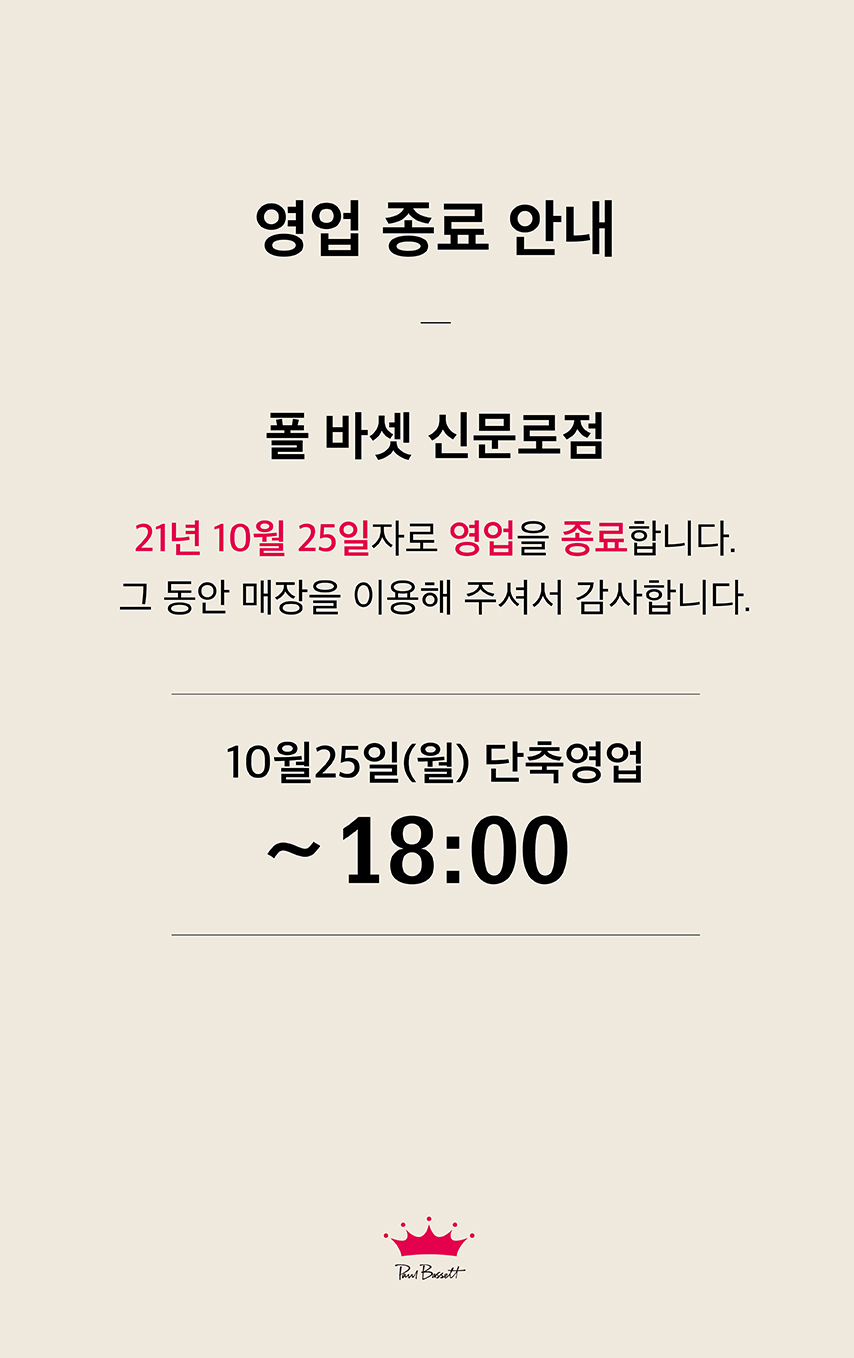 영업 종료 안내
폴 바셋 신문로점
21년 10월 25일자로 영업을 종료합니다.
그 동안 매장을 이용해 주셔서 감사합니다.
10월25일(월) 단축영업
~ 18:00
Paul Bassett